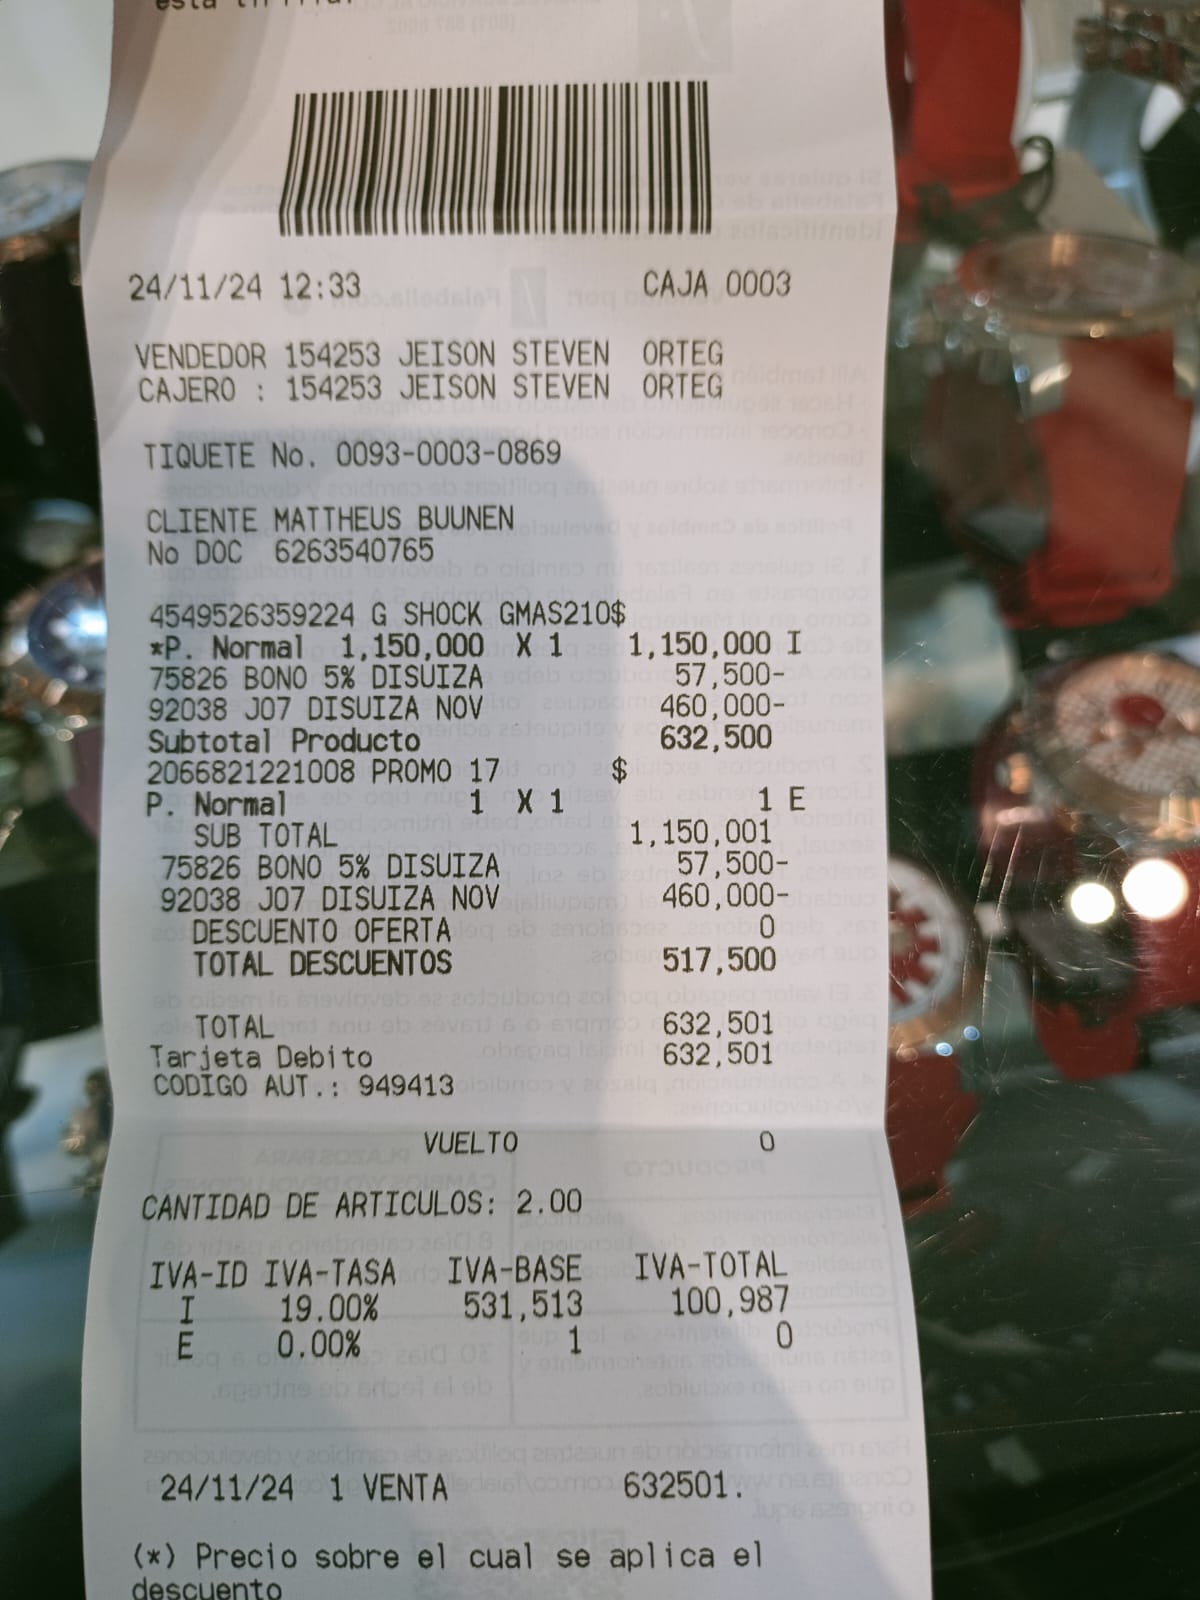 24/11/24 12:33 CAJA 0003
VENDEDOR 154253 JEISON STEVEN ORTEG
CAJERO : 154253 JEISON STEVEN ORTEG
TIQUETE No. 0093-0003-0869
CLIENTE MATTHEUS BUUNEN
No DOC 6263540765
4549526359224 G SHOCK GMAS210$
*P. Normal 1,150,000 X 1 1,150,000 I
75826 BONO 5% DISUIZA 57,500-
92038 J07 DISUIZA NOV 460,000-
Subtotal Producto 632,500
2066821221008 PROMO 17 $
P. Normal 1 X 1 1 E
SUB TOTAL 1,150,001
75826 BONO 5% DISUIZA 57,500-
92038 J07 DISUIZA NOV 460,000-
DESCUENTO OFERTA 0
TOTAL DESCUENTOS 517,500
TOTAL 632,501
Tarjeta Debito 632,501
CODIGO AUT.: 949413
VUELTO 0
CANTIDAD DE ARTICULOS: 2.00
IVA-ID IVA-TASA IVA-BASE IVA-TOTAL
I 19.00% 531,513 100,987
E 0.00% 1 0
24/11/24 1 VENTA 632501.
(*) Precio sobre el cual se aplica el
descuento